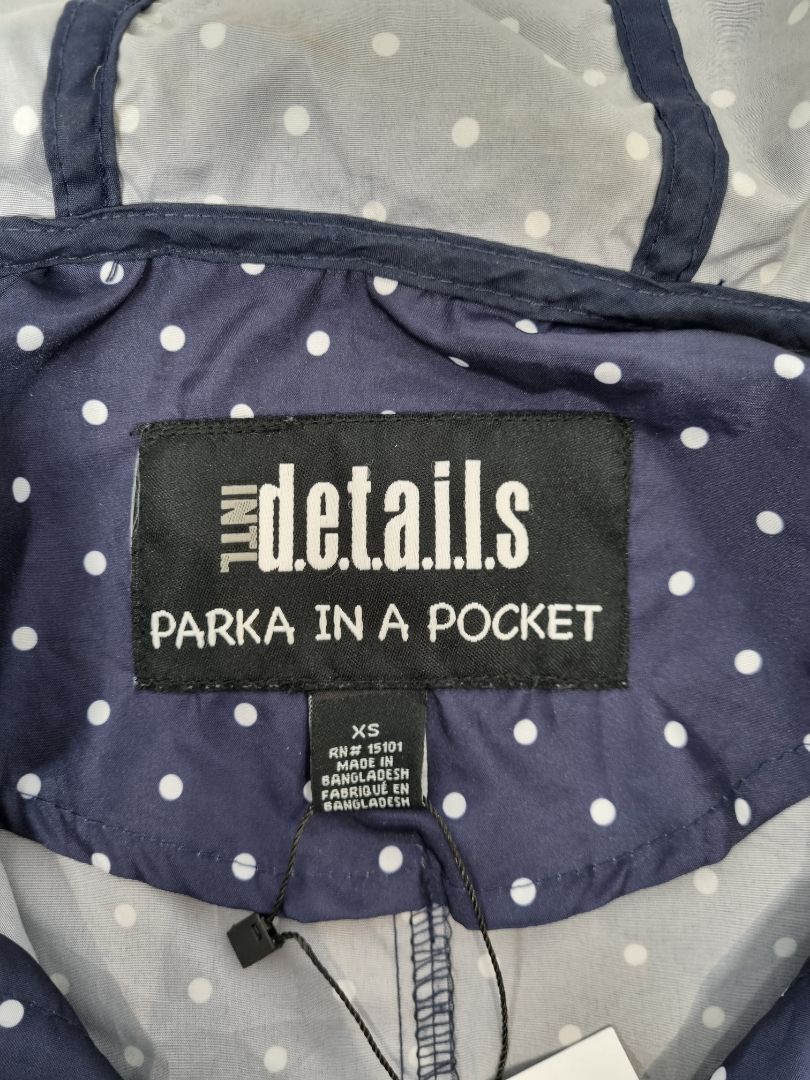 INTL d.e.t.a.i.l.s
PARKA IN A POCKET
XS
RN# 15101
MADE IN
BANGLADESH
FABRIQUÉ EN
BANGLADESH